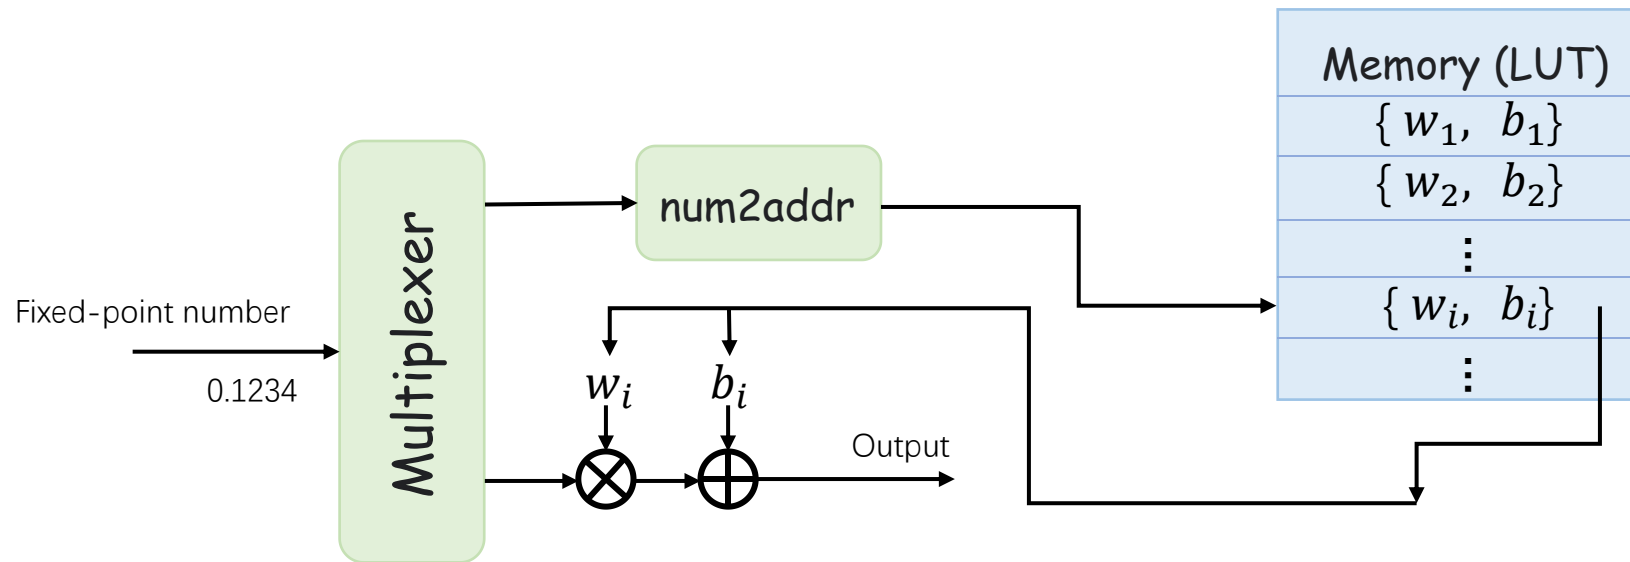 Fixed-point number
0.1234
Multiplexer
num2addr
Memory (LUT)
{ w₁, b₁}
{ w₂, b₂}
⋮
{ wᵢ, bᵢ}
⋮
wᵢ bᵢ
Output